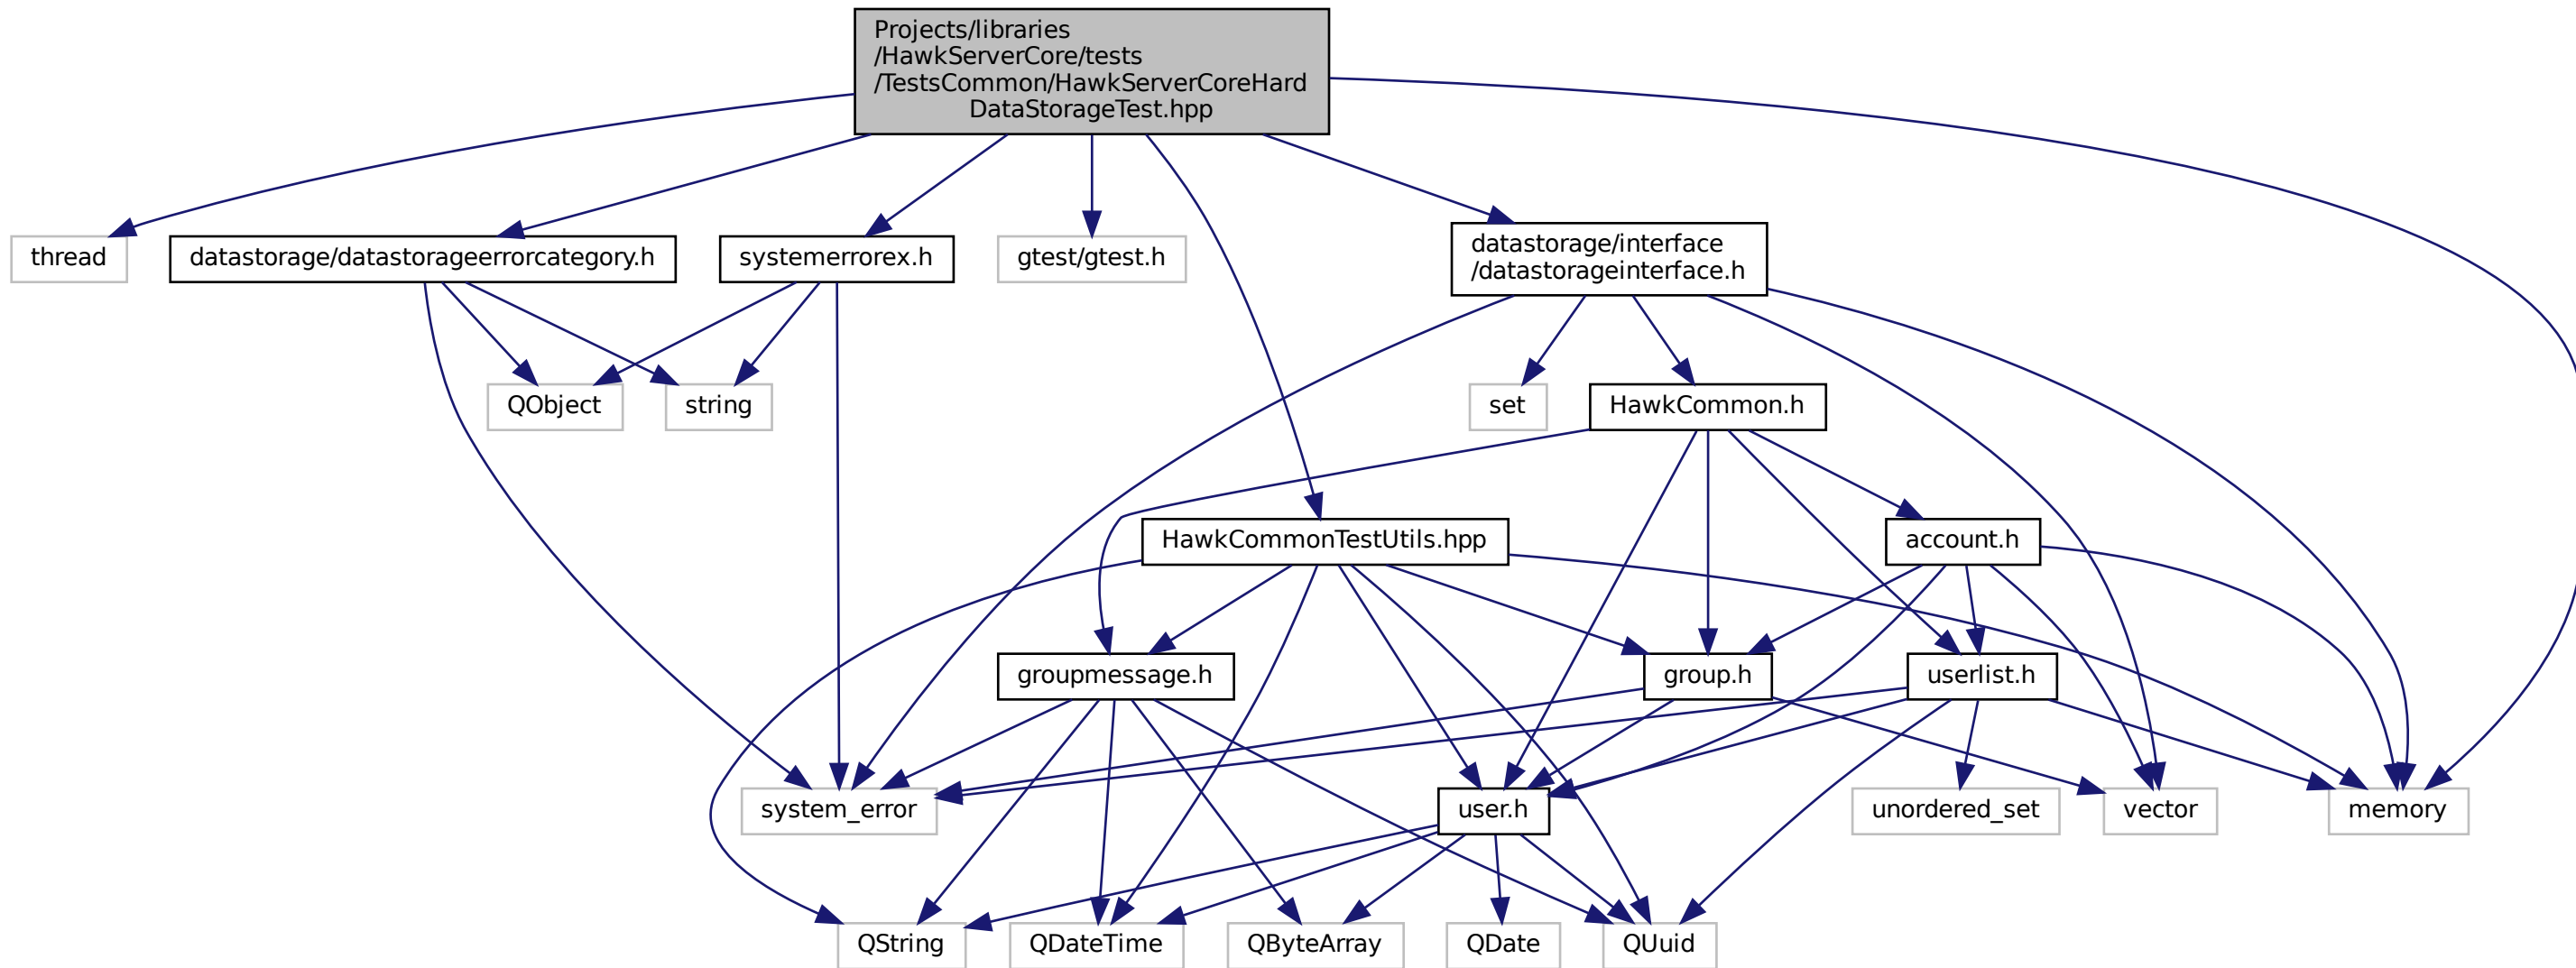 Projects/libraries
/HawkServerCore/tests
/TestsCommon/HawkServerCoreHard
DataStorageTest.hpp
thread
datastorage/datastorageerrorcategory.h
systemerrorex.h
gtest/gtest.h
datastorage/interface
/datastorageinterface.h
QObject
string
set
HawkCommon.h
HawkCommonTestUtils.hpp
account.h
groupmessage.h
group.h
userlist.h
system_error
user.h
unordered_set
vector
memory
QString
QDateTime
QByteArray
QDate
QUuid